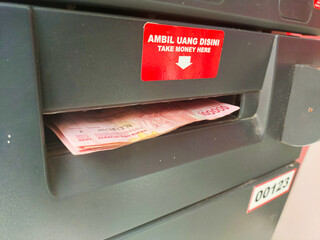 AMBIL UANG DISINI
TAKE MONEY HERE
00123